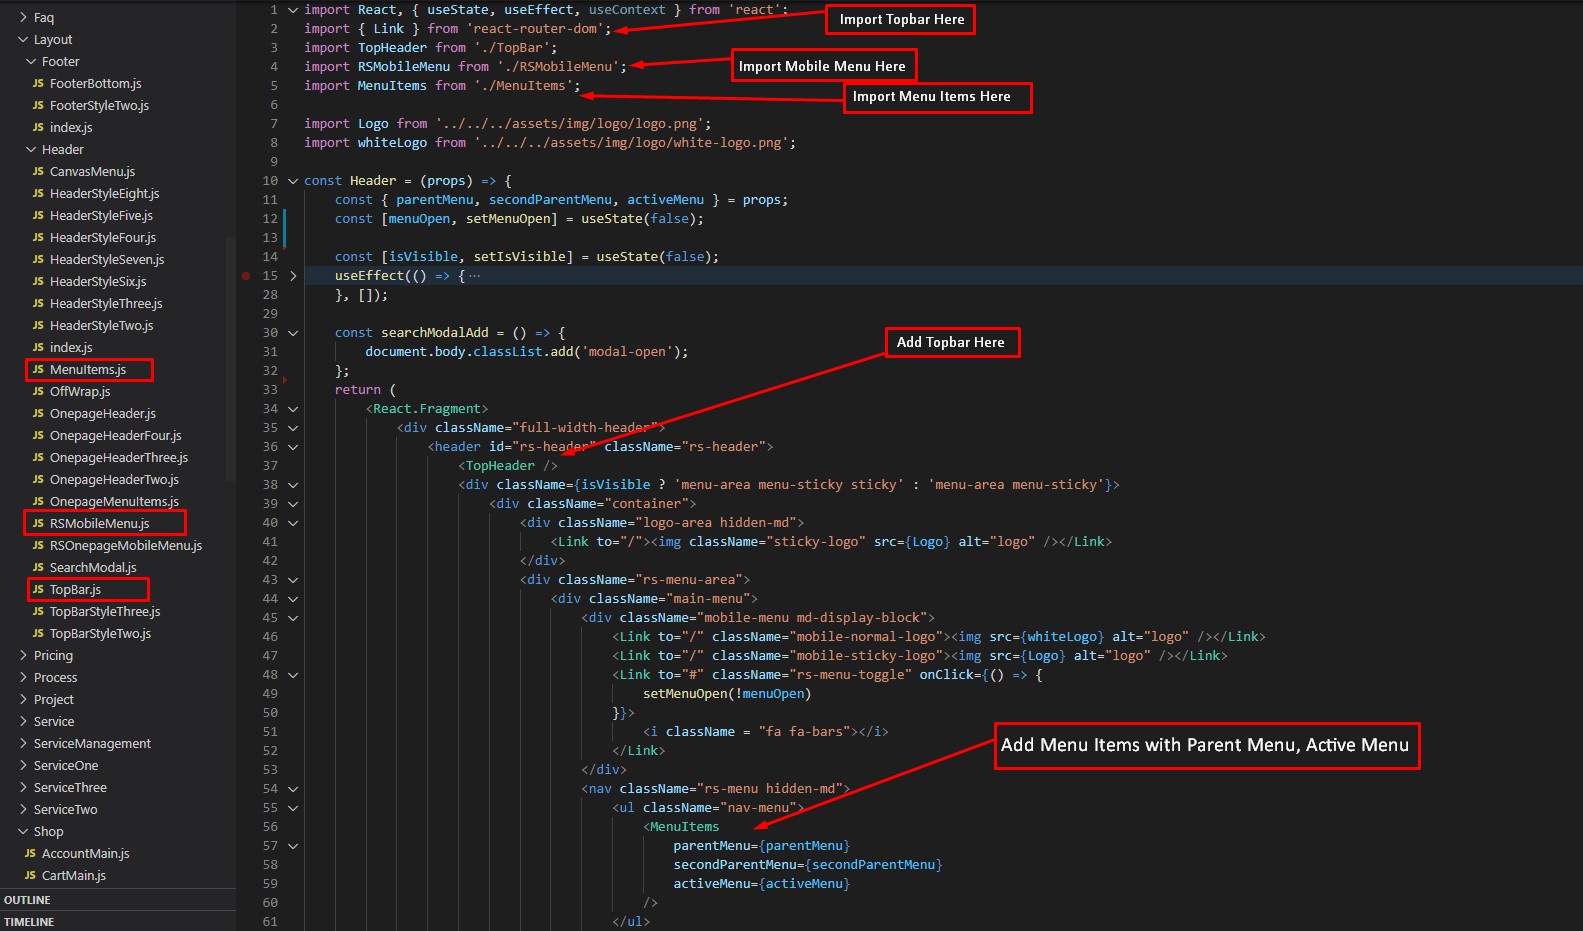 Faq
Layout
Footer
JS FooterBottom.js
JS FooterStyleTwo.js
JS index.js
Header
JS CanvasMenu.js
JS HeaderStyleEight.js
JS HeaderStyleFive.js
JS HeaderStyleFour.js
JS HeaderStyleSeven.js
JS HeaderStyleSix.js
JS HeaderStyleThree.js
JS HeaderStyleTwo.js
JS index.js
JS MenuItems.js
JS OffWrap.js
JS OnepageHeader.js
JS OnepageHeaderFour.js
JS OnepageHeaderThree.js
JS OnepageHeaderTwo.js
JS OnepageMenuItems.js
JS RSMobileMenu.js
JS RSOnepageMobileMenu.js
JS SearchModal.js
JS TopBar.js
JS TopBarStyleThree.js
JS TopBarStyleTwo.js
Pricing
Process
Project
Service
ServiceManagement
ServiceOne
ServiceThree
ServiceTwo
Shop
JS AccountMain.js
JS CartMain.js
OUTLINE
TIMELINE
1 import React, { useState, useEffect, useContext } from 'react';
2 import { Link } from 'react-router-dom';
3 import TopHeader from './TopBar';
4 import RSMobileMenu from './RSMobileMenu';
5 import MenuItems from './MenuItems';
6
7 import Logo from '../../../assets/img/logo/logo.png';
8 import whiteLogo from '../../../assets/img/logo/white-logo.png';
9
10 const Header = (props) => {
11 const { parentMenu, secondParentMenu, activeMenu } = props;
12 const [menuOpen, setMenuOpen] = useState(false);
13
14 const [isVisible, setIsVisible] = useState(false);
15 useEffect(() => { ···
28 }, []);
29
30 const searchModalAdd = () => {
31 document.body.classList.add('modal-open');
32 };
33 return (
34 <React.Fragment>
35 <div className="full-width-header">
36 <header id="rs-header" className="rs-header">
37 <TopHeader />
38 <div className={isVisible ? 'menu-area menu-sticky sticky' : 'menu-area menu-sticky'}>
39 <div className="container">
40 <div className="logo-area hidden-md">
41 <Link to="/"><img className="sticky-logo" src={Logo} alt="logo" /></Link>
42 </div>
43 <div className="rs-menu-area">
44 <div className="main-menu">
45 <div className="mobile-menu md-display-block">
46 <Link to="/" className="mobile-normal-logo"><img src={whiteLogo} alt="logo" /></Link>
47 <Link to="/" className="mobile-sticky-logo"><img src={Logo} alt="logo" /></Link>
48 <Link to="#" className="rs-menu-toggle" onClick={() => {
49 setMenuOpen(!menuOpen)
50 }}>
51 <i className = "fa fa-bars"></i>
52 </Link>
53 </div>
54 <nav className="rs-menu hidden-md">
55 <ul className="nav-menu">
56 <MenuItems
57 parentMenu={parentMenu}
58 secondParentMenu={secondParentMenu}
59 activeMenu={activeMenu}
60 />
61 </ul>
Import Topbar Here
Import Mobile Menu Here
Import Menu Items Here
Add Topbar Here
Add Menu Items with Parent Menu, Active Menu